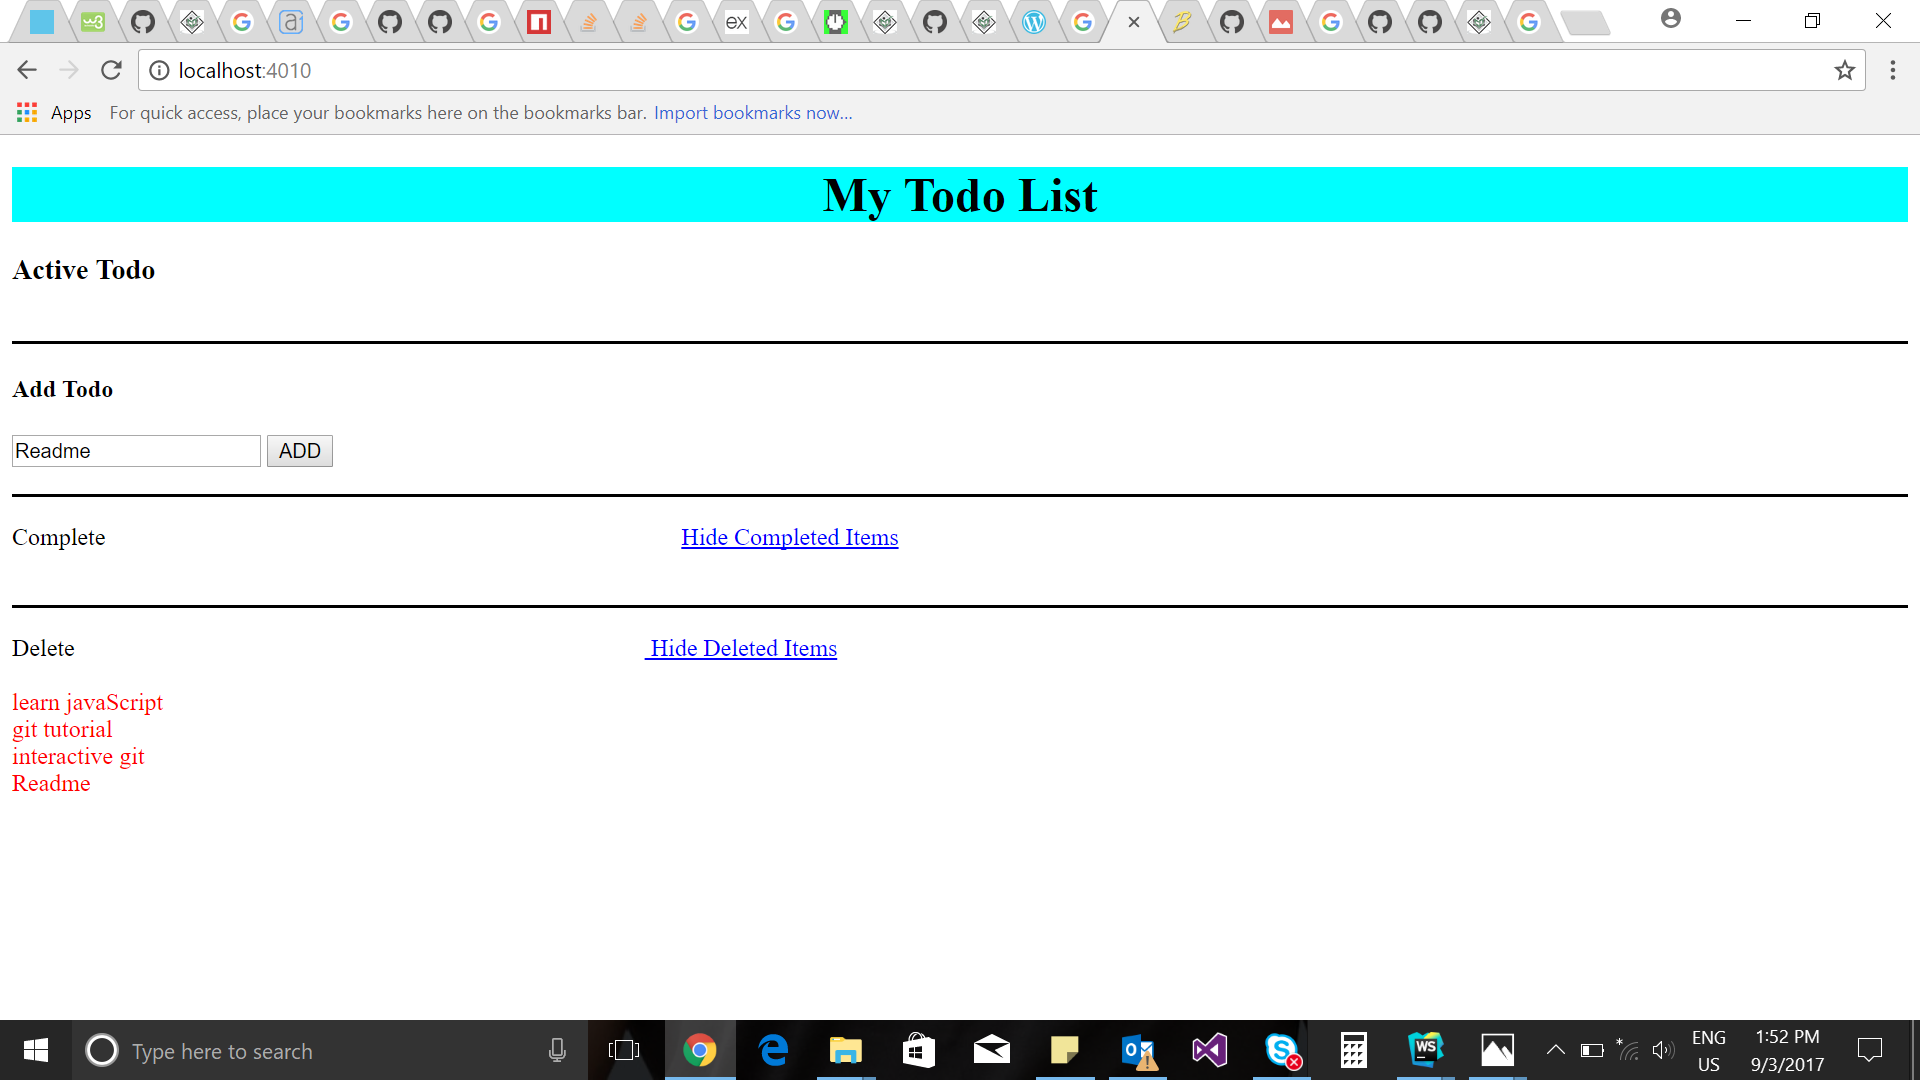 localhost:4010
Apps For quick access, place your bookmarks here on the bookmarks bar. Import bookmarks now...
My Todo List
Active Todo
Add Todo
Readme ADD
Complete Hide Completed Items
Delete Hide Deleted Items
learn javaScript
git tutorial
interactive git
Readme
Type here to search
ENG 1:52 PM
US 9/3/2017